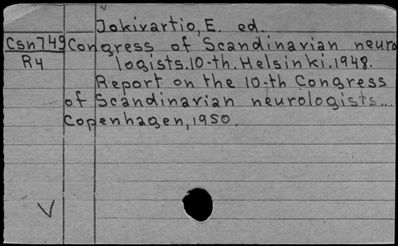 Jokivartio, E. ed.
Csn749 Congress of Scandinavian neuro
R4 logists. 10-th. Helsinki. 1948.
Report on the 10-th Congress
of Scandinavian neurologists...
Copenhagen, 1950.
V